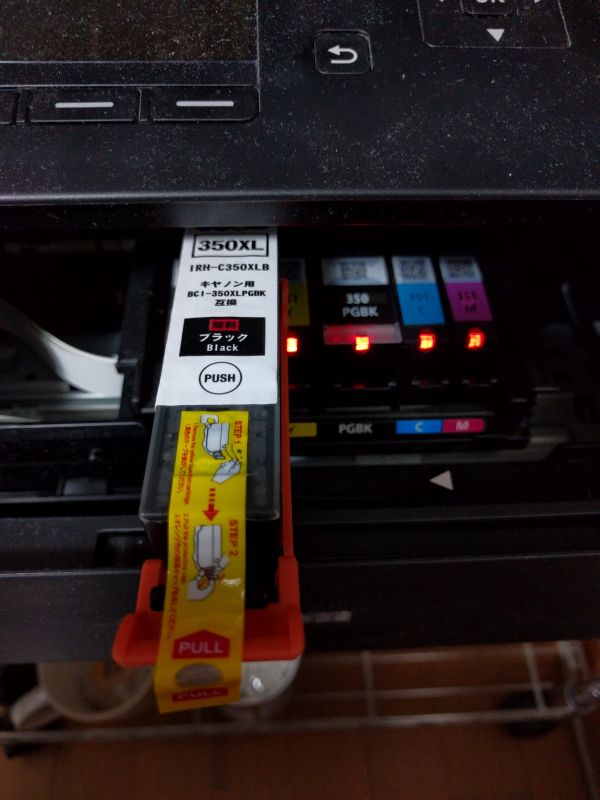 OK
350XL
IRH-C350XLB
キヤノン用
BCI-350XLPGBK
互換
顔料
ブラック
Black
PUSH
STEP 1
STEP 2
PULL
PULL
350
PGBK
351
C
351
M
Y
PGBK
C
M